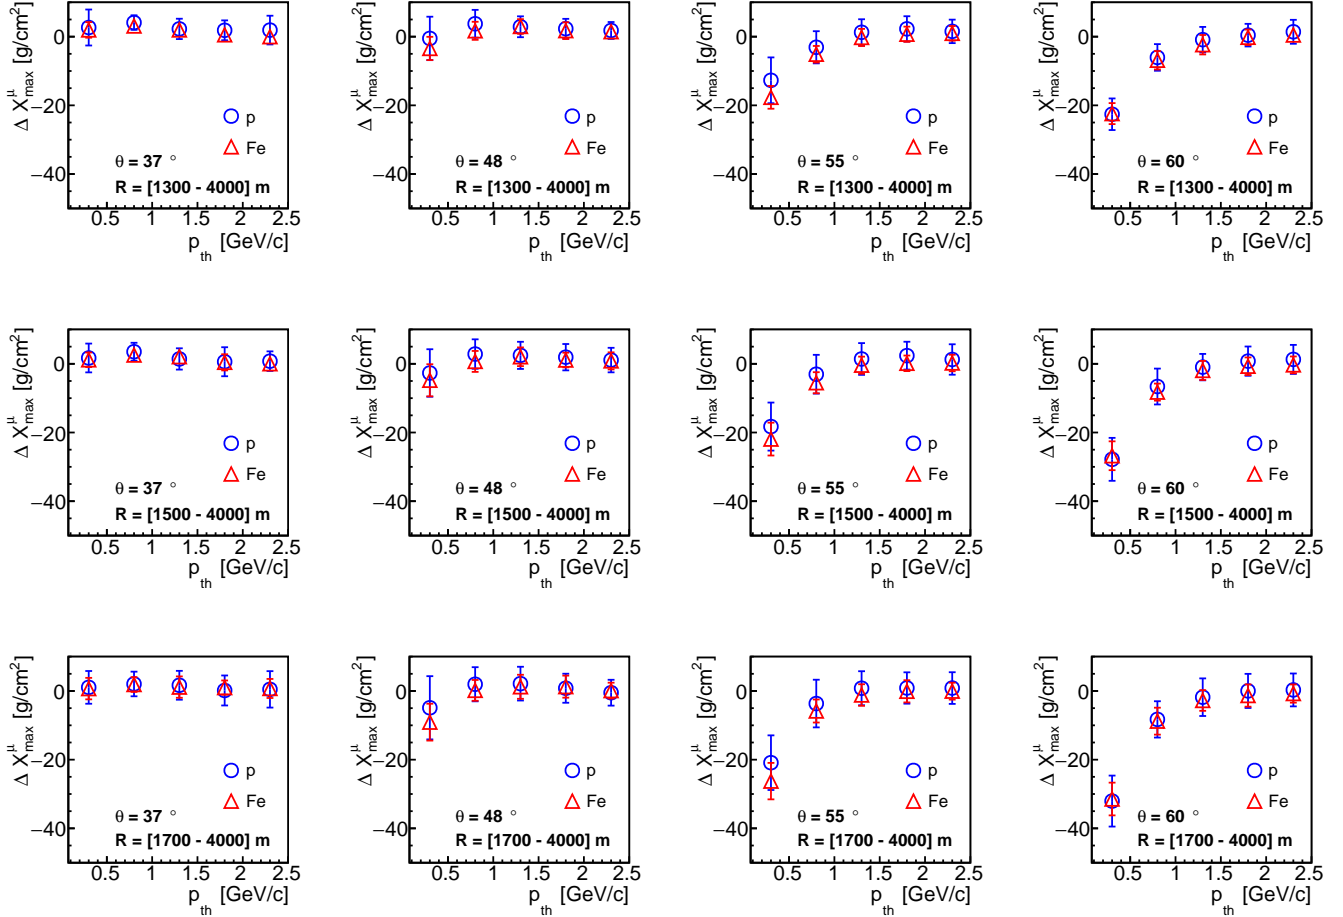 Δ X^μ_max [g/cm²]
0
−20
−40
p
Fe
θ = 37 °
R = [1300 - 4000] m
0.5 1 1.5 2 2.5
p_th [GeV/c]
Δ X^μ_max [g/cm²]
0
−20
−40
p
Fe
θ = 48 °
R = [1300 - 4000] m
0.5 1 1.5 2 2.5
p_th [GeV/c]
Δ X^μ_max [g/cm²]
0
−20
−40
p
Fe
θ = 55 °
R = [1300 - 4000] m
0.5 1 1.5 2 2.5
p_th [GeV/c]
Δ X^μ_max [g/cm²]
0
−20
−40
p
Fe
θ = 60 °
R = [1300 - 4000] m
0.5 1 1.5 2 2.5
p_th [GeV/c]
Δ X^μ_max [g/cm²]
0
−20
−40
p
Fe
θ = 37 °
R = [1500 - 4000] m
0.5 1 1.5 2 2.5
p_th [GeV/c]
Δ X^μ_max [g/cm²]
0
−20
−40
p
Fe
θ = 48 °
R = [1500 - 4000] m
0.5 1 1.5 2 2.5
p_th [GeV/c]
Δ X^μ_max [g/cm²]
0
−20
−40
p
Fe
θ = 55 °
R = [1500 - 4000] m
0.5 1 1.5 2 2.5
p_th [GeV/c]
Δ X^μ_max [g/cm²]
0
−20
−40
p
Fe
θ = 60 °
R = [1500 - 4000] m
0.5 1 1.5 2 2.5
p_th [GeV/c]
Δ X^μ_max [g/cm²]
0
−20
−40
p
Fe
θ = 37 °
R = [1700 - 4000] m
0.5 1 1.5 2 2.5
p_th [GeV/c]
Δ X^μ_max [g/cm²]
0
−20
−40
p
Fe
θ = 48 °
R = [1700 - 4000] m
0.5 1 1.5 2 2.5
p_th [GeV/c]
Δ X^μ_max [g/cm²]
0
−20
−40
p
Fe
θ = 55 °
R = [1700 - 4000] m
0.5 1 1.5 2 2.5
p_th [GeV/c]
Δ X^μ_max [g/cm²]
0
−20
−40
p
Fe
θ = 60 °
R = [1700 - 4000] m
0.5 1 1.5 2 2.5
p_th [GeV/c]